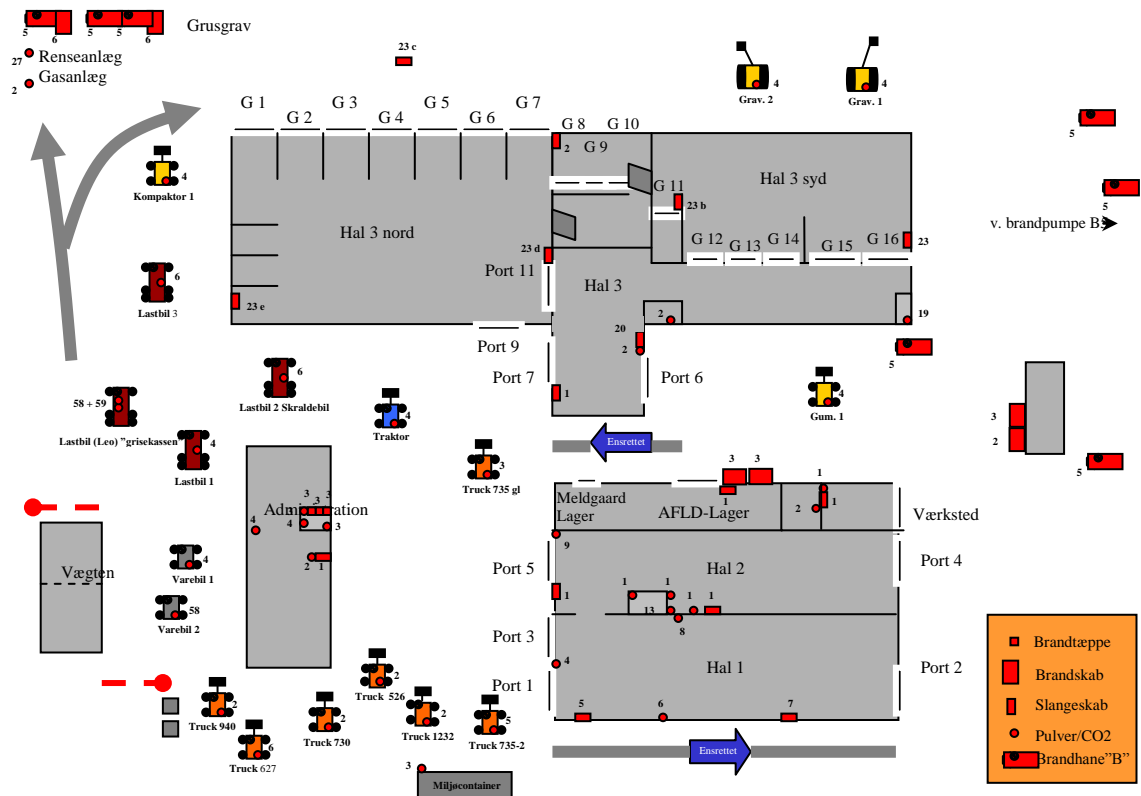 Grusgrav
5
6
5
5
6
27
Renseanlæg
2
Gasanlæg
23 c
G 1
G 2
G 3
G 4
G 5
G 6
G 7
G 8
G 9
G 10
2
4
Grav. 2
4
Grav. 1
5
5
v. brandpumpe B
4
Kompaktor 1
Hal 3 nord
Hal 3 syd
G 11
23 b
G 12
G 13
G 14
G 15
G 16
23
23 d
Port 11
Hal 3
6
Lastbil 3
23 e
2
19
20
2
Port 9
Port 7
Port 6
1
5
6
Lastbil 2 Skraldebil
4
Traktor
4
Gum. 1
58 + 59
Lastbil (Leo) "grisekassen"
4
Lastbil 1
3
2
5
Ensrettet
3
Truck 735 gl
3
3
1
1
1
2
Meldgaard
Lager
AFLD-Lager
Værksted
3
3
3
3
4
4
3
Administration
2
1
Vægten
4
Varebil 1
58
Varebil 2
9
Port 5
Hal 2
Port 4
1
1
1
13
1
1
8
Port 3
4
Hal 1
Port 2
Port 1
5
6
7
2
Truck 526
2
Truck 940
6
Truck 627
2
Truck 730
2
Truck 1232
5
Truck 735-2
Ensrettet
3
Miljøcontainer
Brandtæppe
Brandskab
Slangeskab
Pulver/CO2
Brandhane"B"